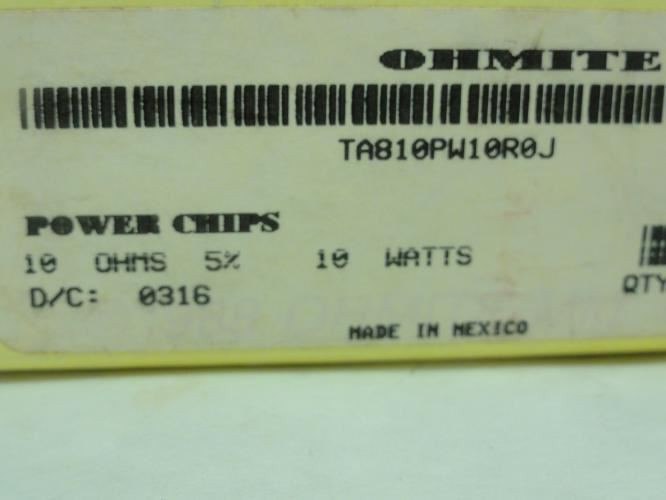 OHMITE
TA810PW10R0J
POWER CHIPS
10 OHMS 5% 10 WATTS
D/C: 0316
QTY
MADE IN MEXICO